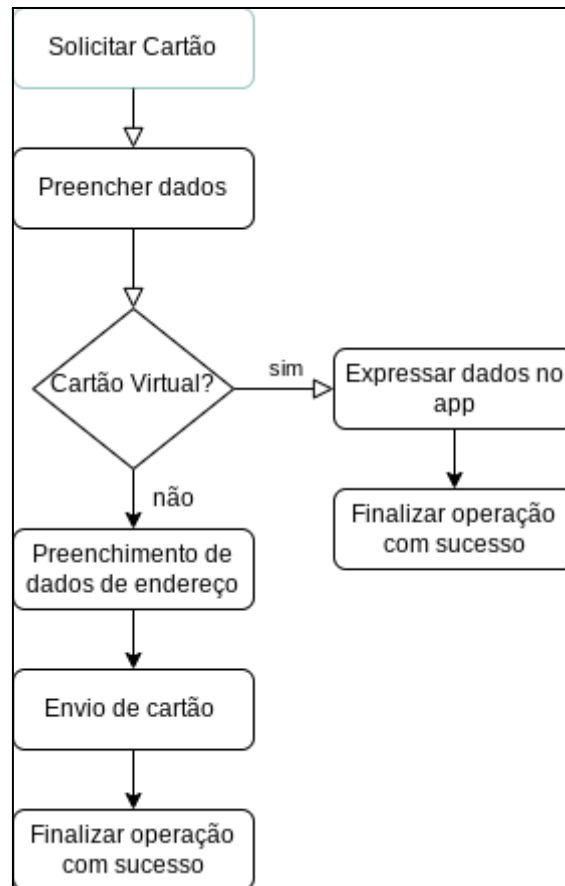 Solicitar Cartão
Preencher dados
Cartão Virtual?
sim
Expressar dados no
app
Finalizar operação
com sucesso
não
Preenchimento de
dados de endereço
Envio de cartão
Finalizar operação
com sucesso